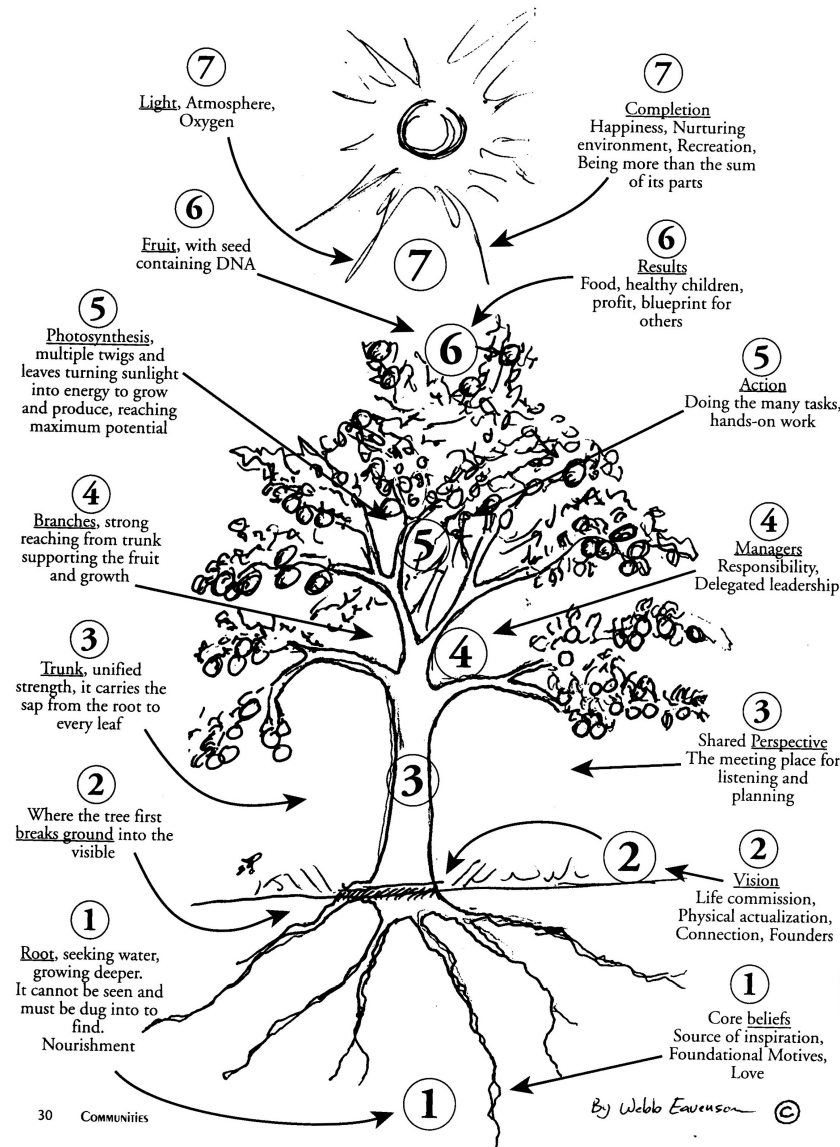 7
Light, Atmosphere,
Oxygen
6
Fruit, with seed
containing DNA
5
Photosynthesis,
multiple twigs and
leaves turning sunlight
into energy to grow
and produce, reaching
maximum potential
4
Branches, strong
reaching from trunk
supporting the fruit
and growth
3
Trunk, unified
strength, it carries the
sap from the root to
every leaf
2
Where the tree first
breaks ground into the
visible
1
Root, seeking water,
growing deeper.
It cannot be seen and
must be dug into to
find.
Nourishment
7
6
5
4
3
2
1
7
Completion
Happiness, Nurturing
environment, Recreation,
Being more than the sum
of its parts
6
Results
Food, healthy children,
profit, blueprint for
others
5
Action
Doing the many tasks,
hands-on work
4
Managers
Responsibility,
Delegated leadership
3
Shared Perspective
The meeting place for
listening and
planning
2
Vision
Life commission,
Physical actualization,
Connection, Founders
1
Core beliefs
Source of inspiration,
Foundational Motives,
Love
By Webb Eavenson ©
30 COMMUNITIES